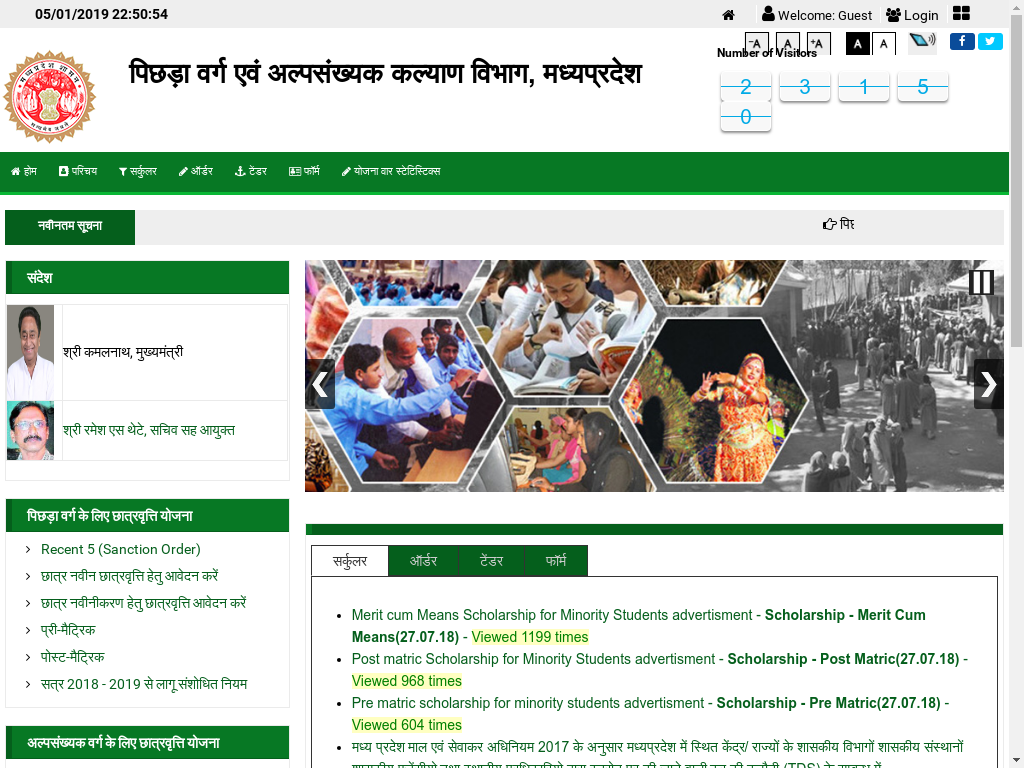 05/01/2019 22:50:54
Welcome: Guest
Login
-A
A
+A
A
A
Number of Visitors
2 3 1 5
0
पिछड़ा वर्ग एवं अल्पसंख्यक कल्याण विभाग, मध्यप्रदेश
होम
परिचय
सर्कुलर
ऑर्डर
टेंडर
फॉर्म
योजना वार स्टेटिस्टिक्स
नवीनतम सूचना
संदेश
श्री कमलनाथ, मुख्यमंत्री
श्री रमेश एस थेटे, सचिव सह आयुक्त
पिछड़ा वर्ग के लिए छात्रवृत्ति योजना
Recent 5 (Sanction Order)
छात्र नवीन छात्रवृत्ति हेतु आवेदन करें
छात्र नवीनीकरण हेतु छात्रवृत्ति आवेदन करें
प्री-मैट्रिक
पोस्ट-मैट्रिक
सत्र 2018 - 2019 से लागू संशोधित नियम
अल्पसंख्यक वर्ग के लिए छात्रवृत्ति योजना
सर्कुलर
ऑर्डर
टेंडर
फॉर्म
Merit cum Means Scholarship for Minority Students advertisment - Scholarship - Merit Cum
Means(27.07.18) - Viewed 1199 times
Post matric Scholarship for Minority Students advertisment - Scholarship - Post Matric(27.07.18) -
Viewed 968 times
Pre matric scholarship for minority students advertisment - Scholarship - Pre Matric(27.07.18) -
Viewed 604 times
मध्य प्रदेश माल एवं सेवाकर अधिनियम 2017 के अनुसार मध्यप्रदेश में स्थित केंद्र/ राज्यों के शासकीय विभागों शासकीय संस्थानों